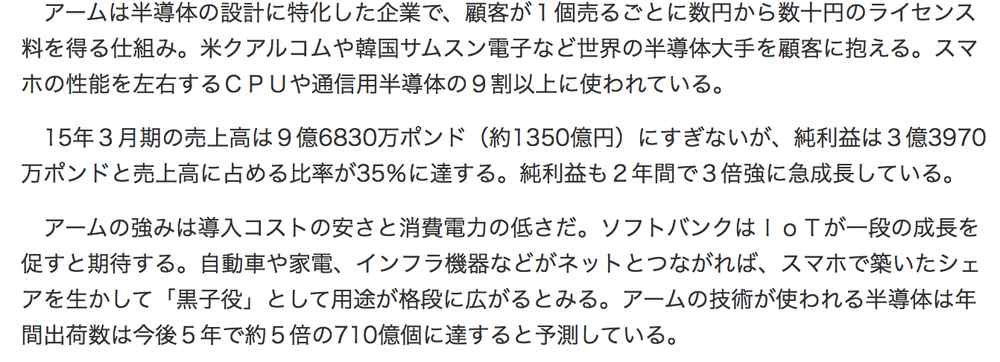 アームは半導体の設計に特化した企業で、顧客が１個売るごとに数円から数十円のライセンス
料を得る仕組み。米クアルコムや韓国サムスン電子など世界の半導体大手を顧客に抱える。スマ
ホの性能を左右するＣＰＵや通信用半導体の９割以上に使われている。
　15年３月期の売上高は９億6830万ポンド（約1350億円）にすぎないが、純利益は３億3970
万ポンドと売上高に占める比率が35％に達する。純利益も２年間で３倍強に急成長している。
　アームの強みは導入コストの安さと消費電力の低さだ。ソフトバンクはＩｏＴが一段の成長を
促すと期待する。自動車や家電、インフラ機器などがネットとつながれば、スマホで築いたシェ
アを生かして「黒子役」として用途が格段に広がるとみる。アームの技術が使われる半導体は年
間出荷数は今後５年で約５倍の710億個に達すると予測している。